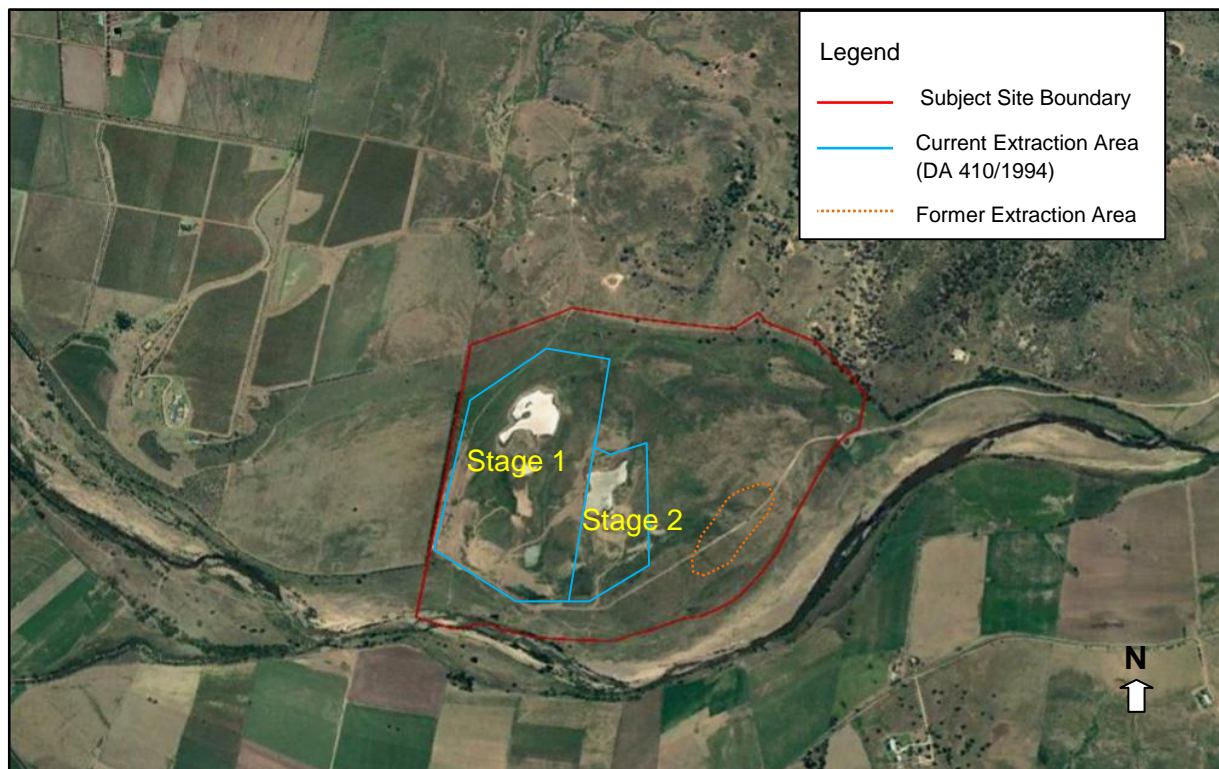 Legend
Subject Site Boundary
Current Extraction Area
(DA 410/1994)
Former Extraction Area
Stage 1
Stage 2
N